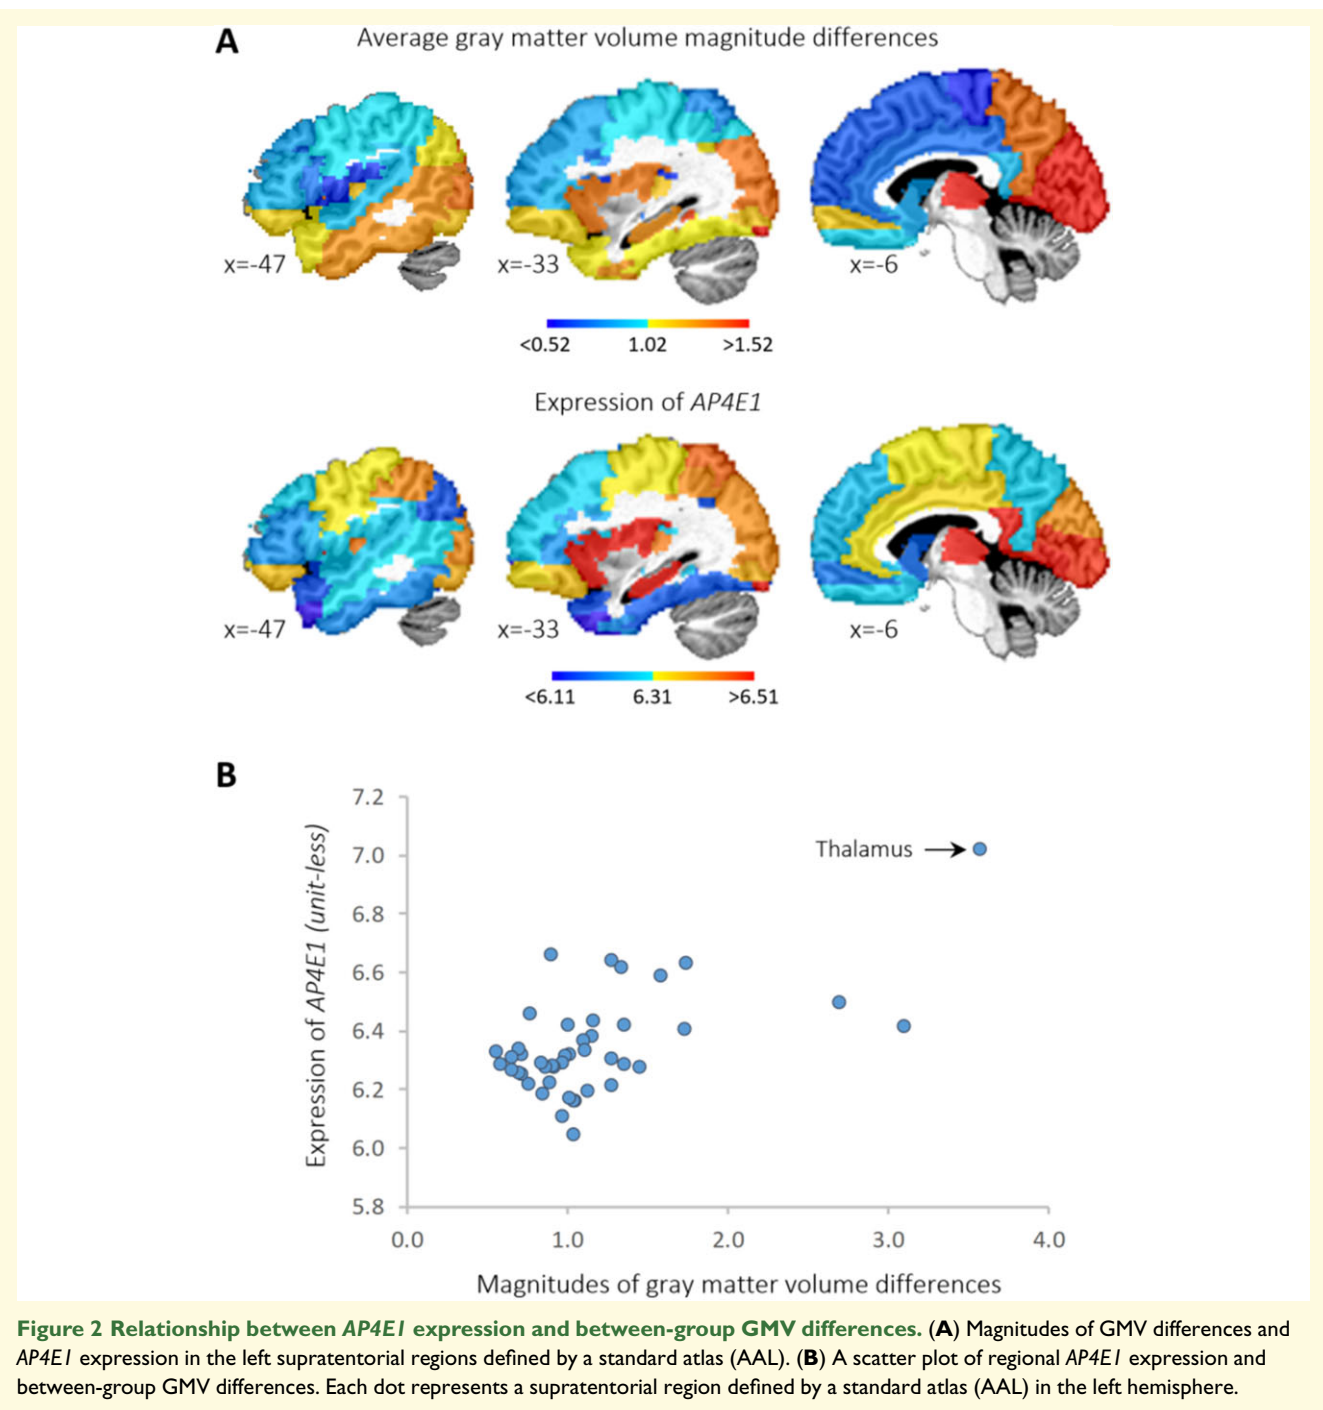 A
Average gray matter volume magnitude differences
x=-47
x=-33
x=-6
<0.52
1.02
>1.52
Expression of AP4E1
x=-47
x=-33
x=-6
<6.11
6.31
>6.51
B
7.2
7.0
6.8
6.6
6.4
6.2
6.0
5.8
Expression of AP4E1 (unit-less)
Thalamus
0.0
1.0
2.0
3.0
4.0
Magnitudes of gray matter volume differences
Figure 2 Relationship between AP4E1 expression and between-group GMV differences. (A) Magnitudes of GMV differences and
AP4E1 expression in the left supratentorial regions defined by a standard atlas (AAL). (B) A scatter plot of regional AP4E1 expression and
between-group GMV differences. Each dot represents a supratentorial region defined by a standard atlas (AAL) in the left hemisphere.